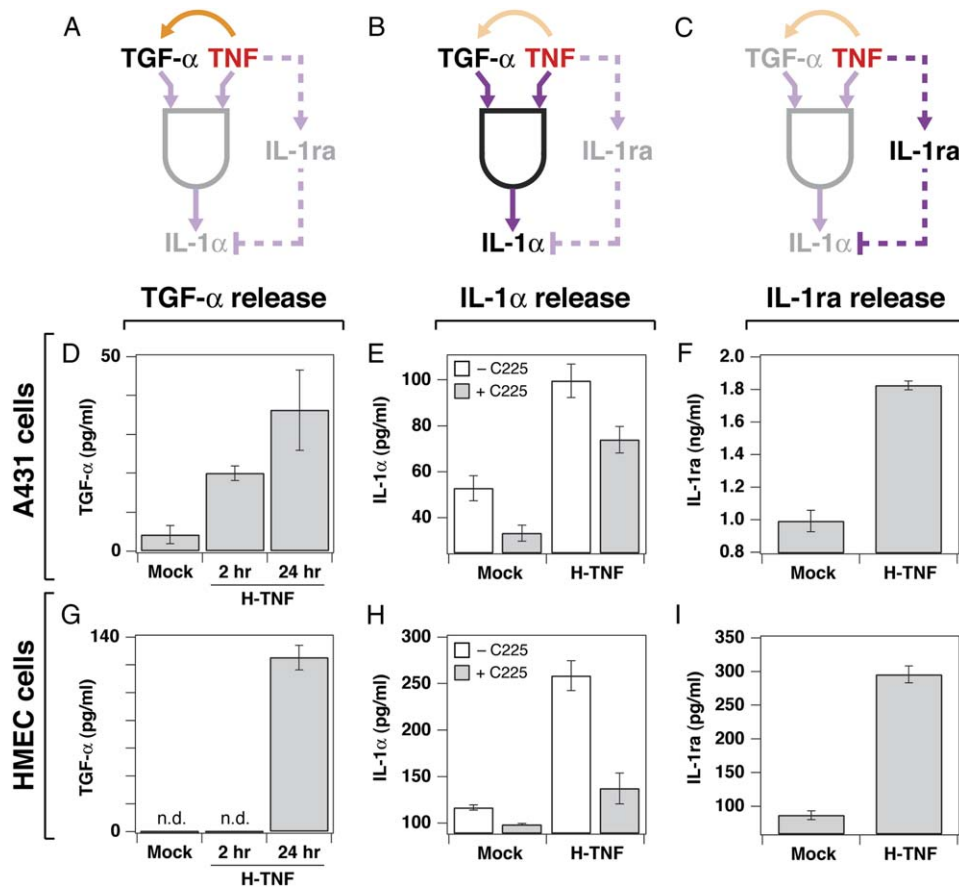 A
B
C
TGF-α TNF
TGF-α TNF
TGF-α TNF
IL-1ra
IL-1ra
IL-1ra
IL-1α
IL-1α
IL-1α
TGF-α release
IL-1α release
IL-1ra release
A431 cells
D
TGF-α (pg/ml)
50
0
Mock
2 hr
24 hr
H-TNF
E
IL-1α (pg/ml)
– C225
+ C225
100
80
60
40
Mock
H-TNF
F
IL-1ra (ng/ml)
2.0
1.8
1.6
1.4
1.2
1.0
0.8
Mock
H-TNF
HMEC cells
G
TGF-α (pg/ml)
140
0
n.d.
n.d.
Mock
2 hr
24 hr
H-TNF
H
IL-1α (pg/ml)
– C225
+ C225
300
250
200
150
100
Mock
H-TNF
I
IL-1ra (pg/ml)
350
300
250
200
150
100
Mock
H-TNF